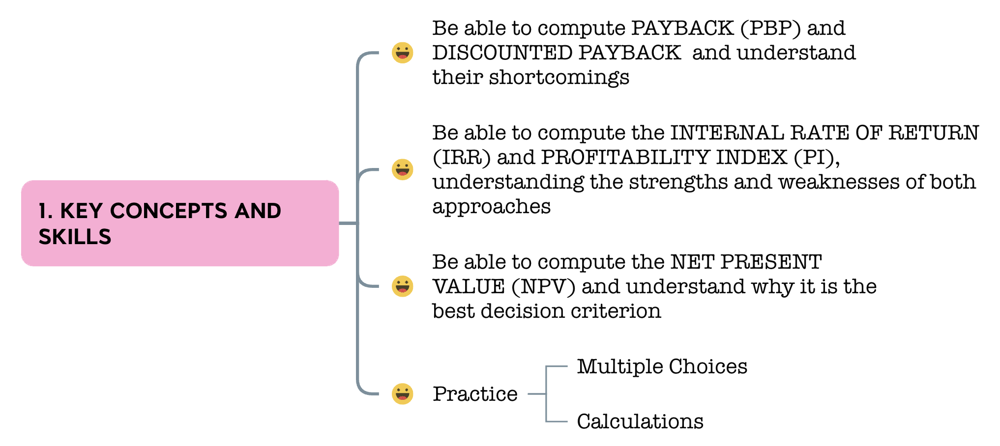 Be able to compute PAYBACK (PBP) and
DISCOUNTED PAYBACK  and understand
their shortcomings
Be able to compute the INTERNAL RATE OF RETURN
(IRR) and PROFITABILITY INDEX (PI),
understanding the strengths and weaknesses of both
approaches
1. KEY CONCEPTS AND
SKILLS
Be able to compute the NET PRESENT
VALUE (NPV) and understand why it is the
best decision criterion
Practice
Multiple Choices
Calculations